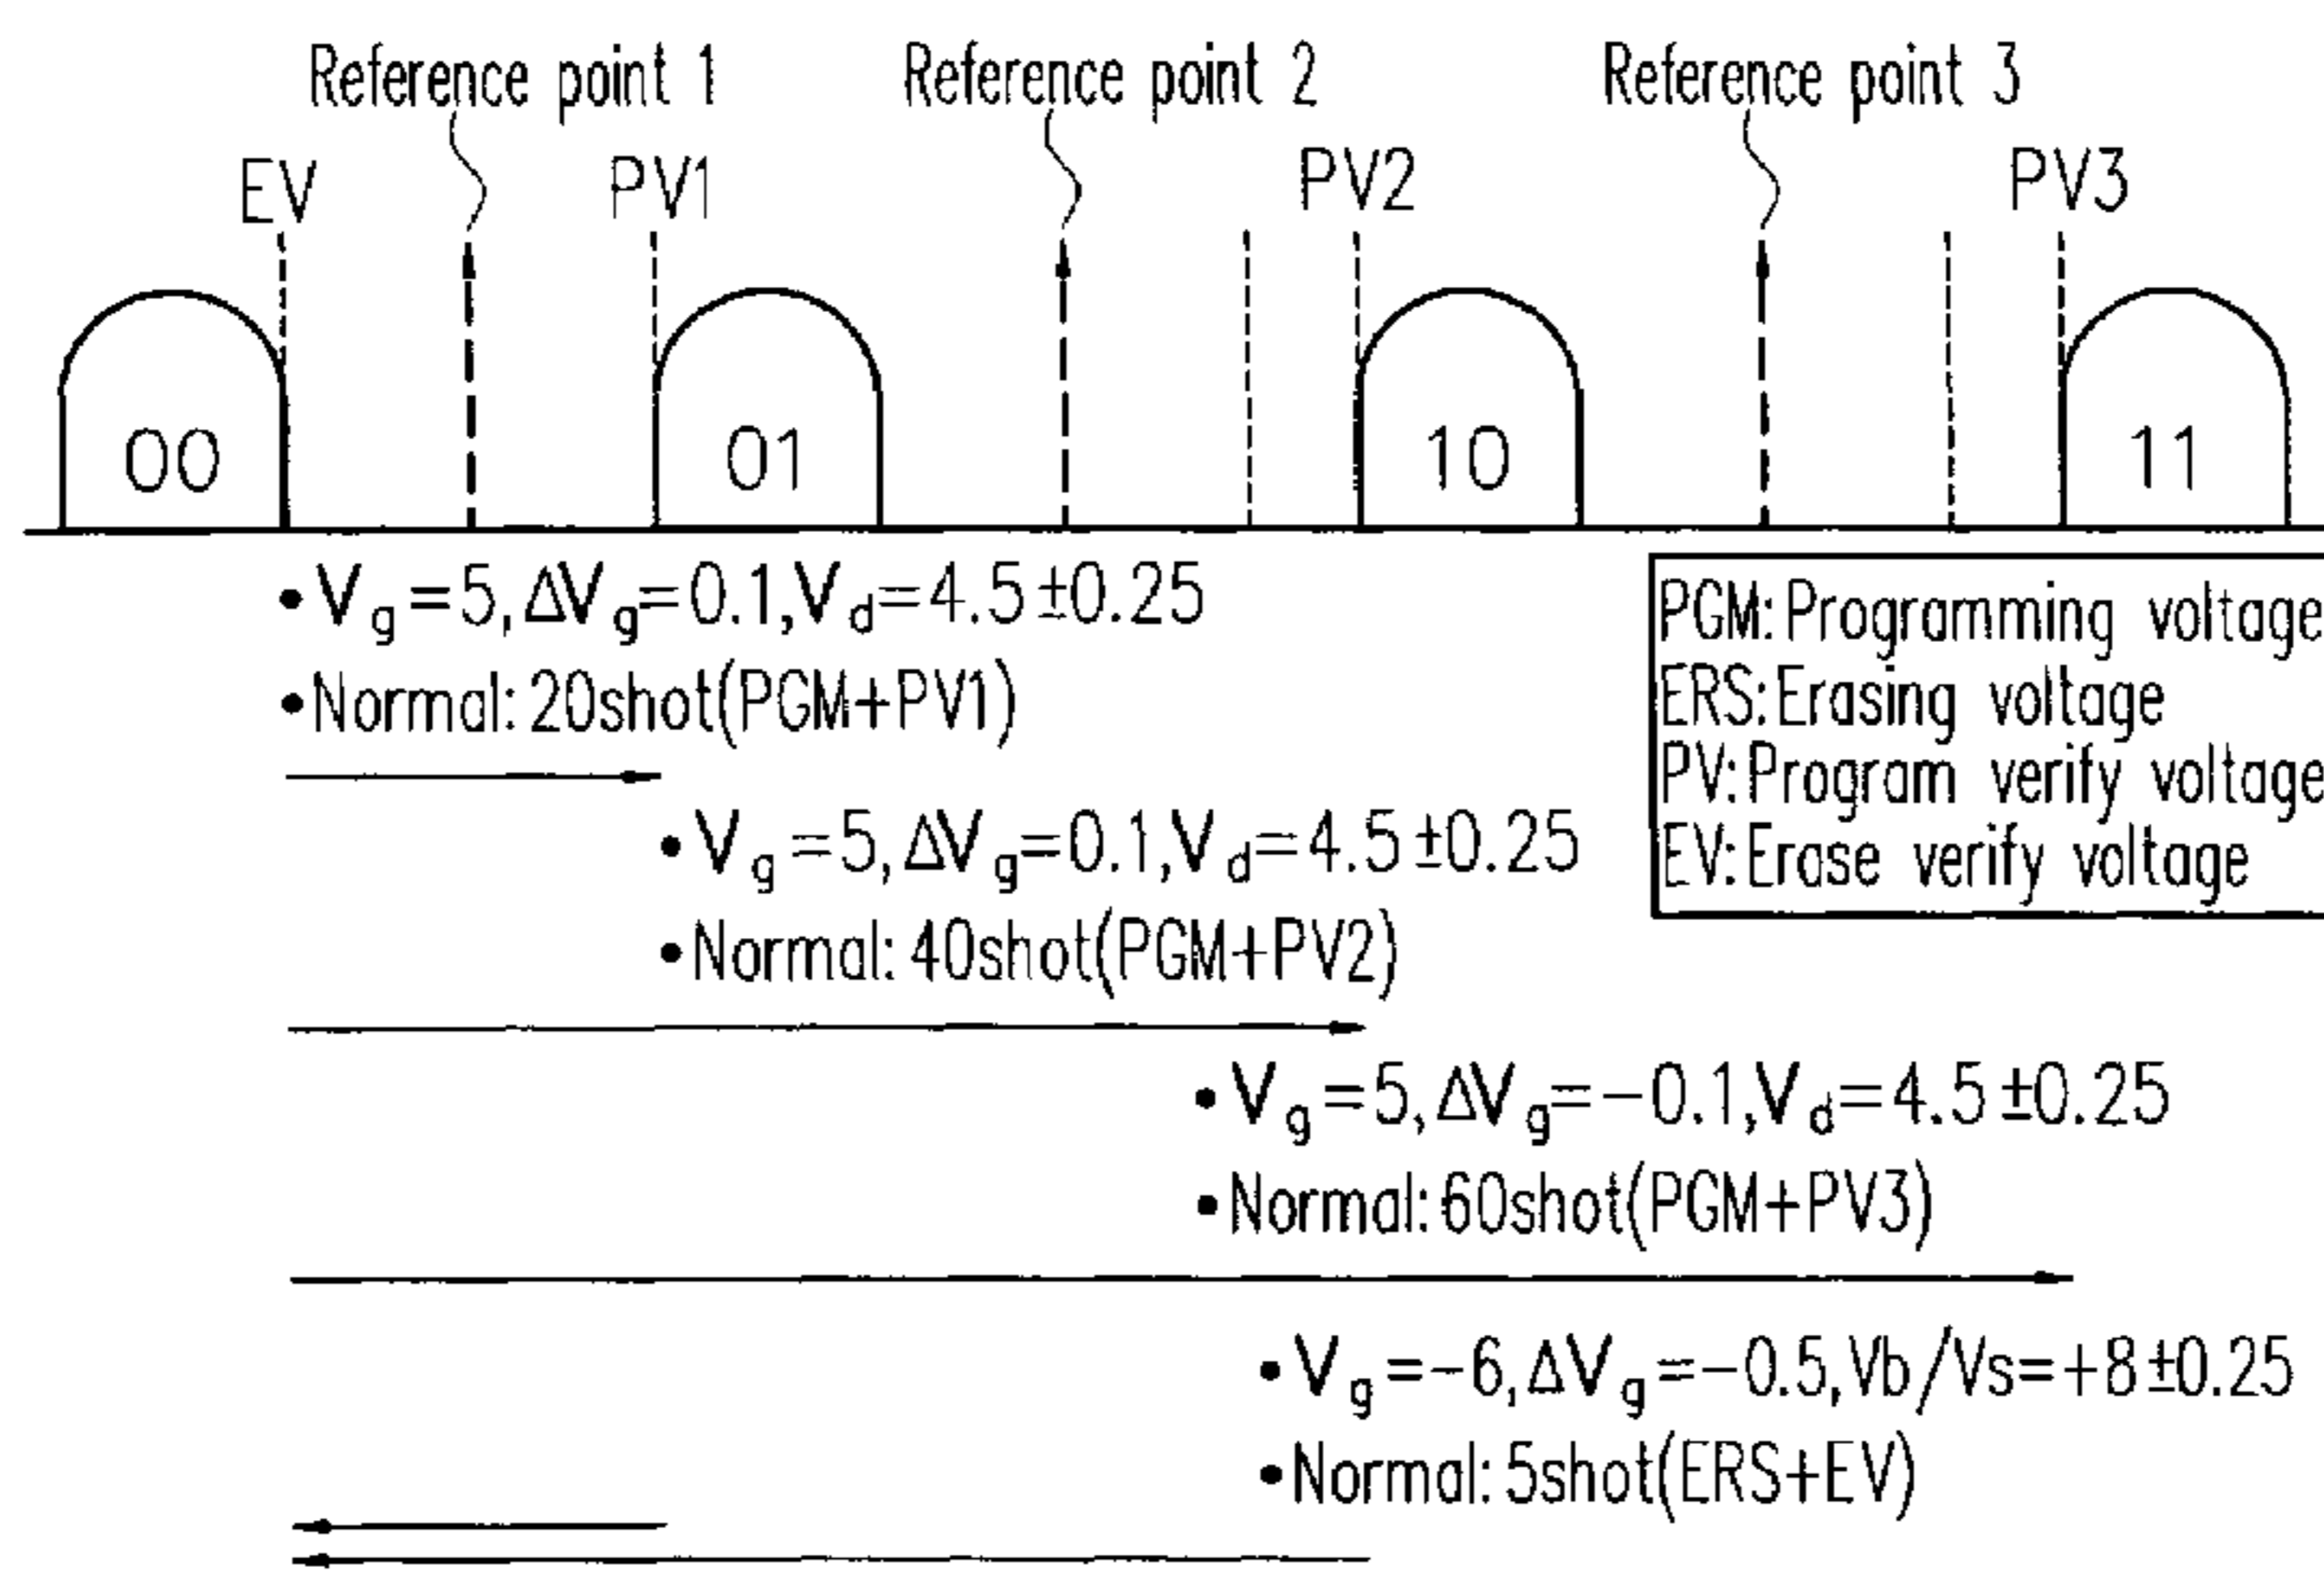 Reference point 1 Reference point 2 Reference point 3
EV PV1 PV2 PV3
00 01 10 11
•Vg=5,ΔVg=0.1,Vd=4.5±0.25
•Normal:20shot(PGM+PV1)
PGM:Programming voltage
ERS:Erasing voltage
PV:Program verify voltage
EV:Erase verify voltage
•Vg=5,ΔVg=0.1,Vd=4.5±0.25
•Normal:40shot(PGM+PV2)
•Vg=5,ΔVg=-0.1,Vd=4.5±0.25
•Normal:60shot(PGM+PV3)
•Vg=-6,ΔVg=-0.5,Vb/Vs=+8±0.25
•Normal:5shot(ERS+EV)